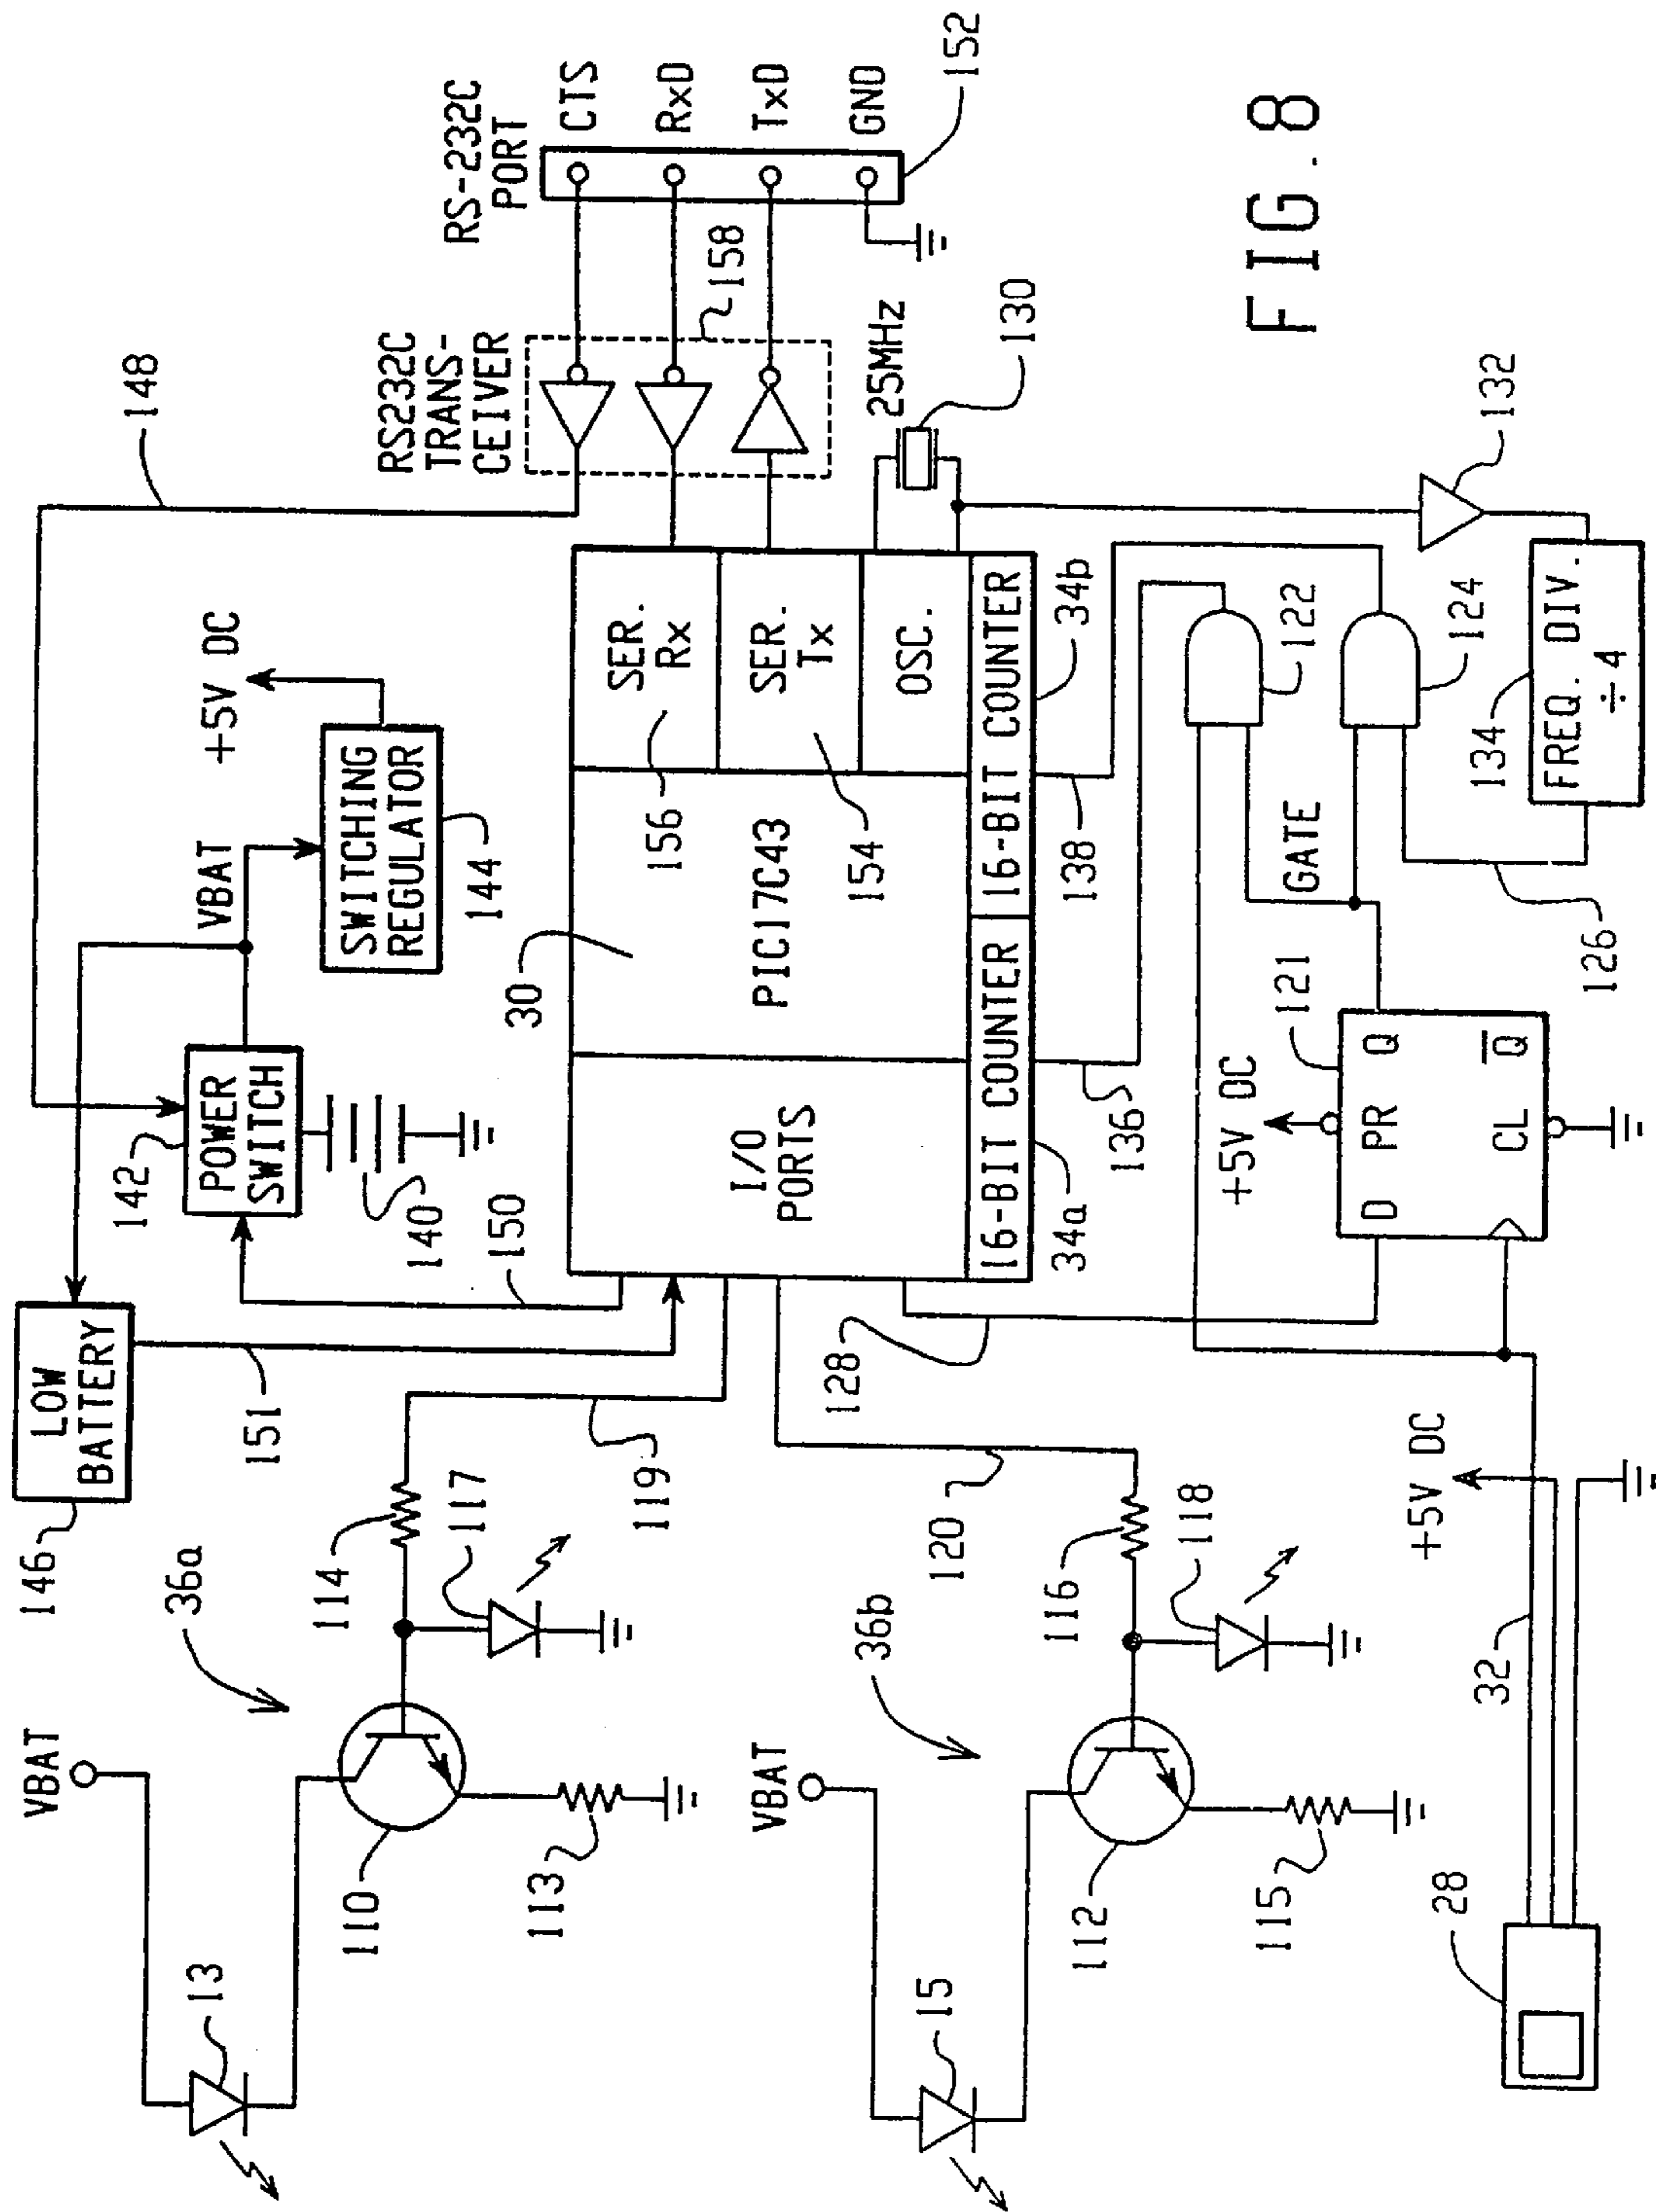 148
RS-232C
PORT
CTS
RxD
TxD
GND
152
RS232C
TRANS-
CEIVER
158
+5V DC
VBAT
SWITCHING
REGULATOR
144
POWER
SWITCH
142
140
150
LOW
BATTERY
146
151
30
PIC17C43
SER.
Rx
156
SER.
Tx
154
OSC.
25MHz
130
I/O
PORTS
16-BIT COUNTER
34a
16-BIT COUNTER
34b
136
138
128
VBAT
13
36a
110
113
114
117
119
VBAT
15
36b
112
115
116
118
120
28
32
+5V DC
+5V DC
121
D
PR
Q
CL
Q̅
GATE
122
124
126
132
134
FREQ. DIV.
÷4
FIG. 8